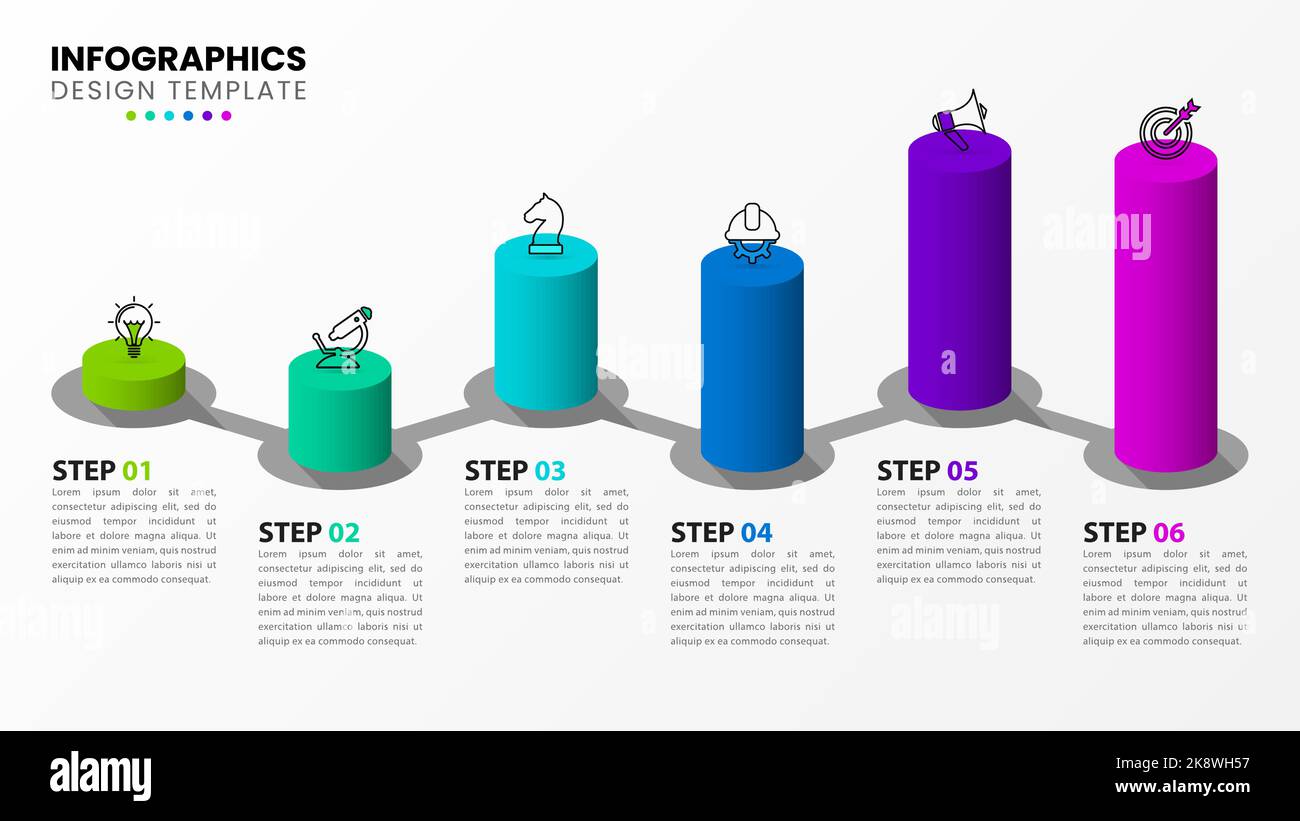 INFOGRAPHICS
DESIGN TEMPLATE
STEP 01
Lorem ipsum dolor sit amet,
consectetur adipiscing elit, sed do
eiusmod tempor incididunt ut
labore et dolore magna aliqua. Ut
enim ad minim veniam, quis nostrud
exercitation ullamco laboris nisi ut
aliquip ex ea commodo consequat.
STEP 02
Lorem ipsum dolor sit amet,
consectetur adipiscing elit, sed do
eiusmod tempor incididunt ut
labore et dolore magna aliqua. Ut
enim ad minim veniam, quis nostrud
exercitation ullamco laboris nisi ut
aliquip ex ea commodo consequat.
STEP 03
Lorem ipsum dolor sit amet,
consectetur adipiscing elit, sed do
eiusmod tempor incididunt ut
labore et dolore magna aliqua. Ut
enim ad minim veniam, quis nostrud
exercitation ullamco laboris nisi ut
aliquip ex ea commodo consequat.
STEP 04
Lorem ipsum dolor sit amet,
consectetur adipiscing elit, sed do
eiusmod tempor incididunt ut
labore et dolore magna aliqua. Ut
enim ad minim veniam, quis nostrud
exercitation ullamco laboris nisi ut
aliquip ex ea commodo consequat.
STEP 05
Lorem ipsum dolor sit amet,
consectetur adipiscing elit, sed do
eiusmod tempor incididunt ut
labore et dolore magna aliqua. Ut
enim ad minim veniam, quis nostrud
exercitation ullamco laboris nisi ut
aliquip ex ea commodo consequat.
STEP 06
Lorem ipsum dolor sit amet,
consectetur adipiscing elit, sed do
eiusmod tempor incididunt ut
labore et dolore magna aliqua. Ut
enim ad minim veniam, quis nostrud
exercitation ullamco laboris nisi ut
aliquip ex ea commodo consequat.
alamy
alamy
alamy
alamy
alamy
alamy
Image ID: 2K8WH57
www.alamy.com